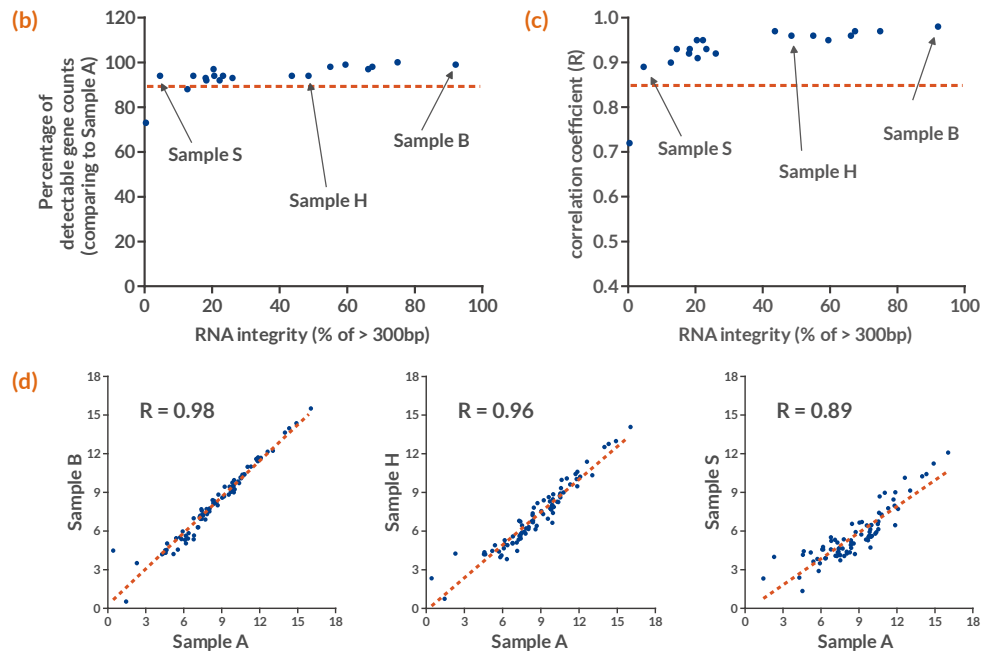 (b)
Percentage of
detectable gene counts
(comparing to Sample A)
120
100
80
60
40
20
0
Sample S
Sample H
Sample B
0 20 40 60 80 100
RNA integrity (% of > 300bp)
(c)
correlation coefficient (R)
1.0
0.9
0.8
0.7
0.6
0.5
0.4
Sample S
Sample H
Sample B
0 20 40 60 80 100
RNA integrity (% of > 300bp)
(d)
Sample B
18
15
12
9
6
3
0
R = 0.98
0 3 6 9 12 15 18
Sample A
Sample H
18
15
12
9
6
3
0
R = 0.96
0 3 6 9 12 15 18
Sample A
Sample S
18
15
12
9
6
3
0
R = 0.89
0 3 6 9 12 15 18
Sample A